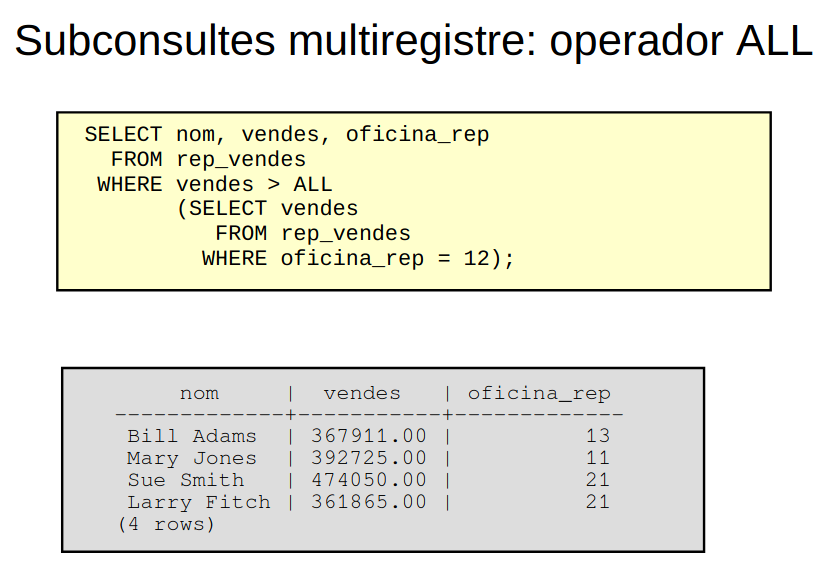 Subconsultes multiregistre: operador ALL
SELECT nom, vendes, oficina_rep
FROM rep_vendes
WHERE vendes > ALL
(SELECT vendes
FROM rep_vendes
WHERE oficina_rep = 12);
nom | vendes | oficina_rep
-------------+-----------+-------------
Bill Adams | 367911.00 | 13
Mary Jones | 392725.00 | 11
Sue Smith | 474050.00 | 21
Larry Fitch | 361865.00 | 21
(4 rows)